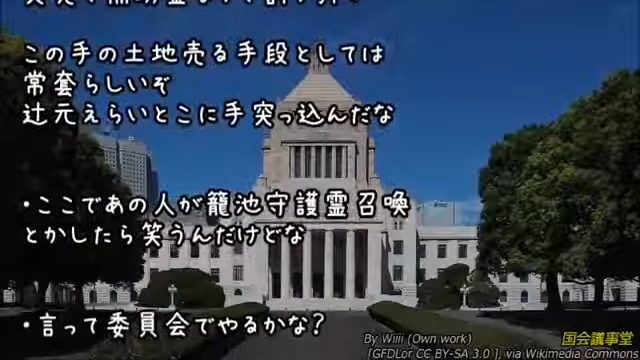 この手の土地売る手段としては
常套らしいぞ
辻元えらいとこに手突っ込んだな
・ここであの人が籠池守護霊召喚
とかしたら笑うんだけどな
・言って委員会でやるかな?
By Wiiii (Own work)
[GFDLor CC BY-SA 3.0 ], via Wikimedia Commons
国会議事堂